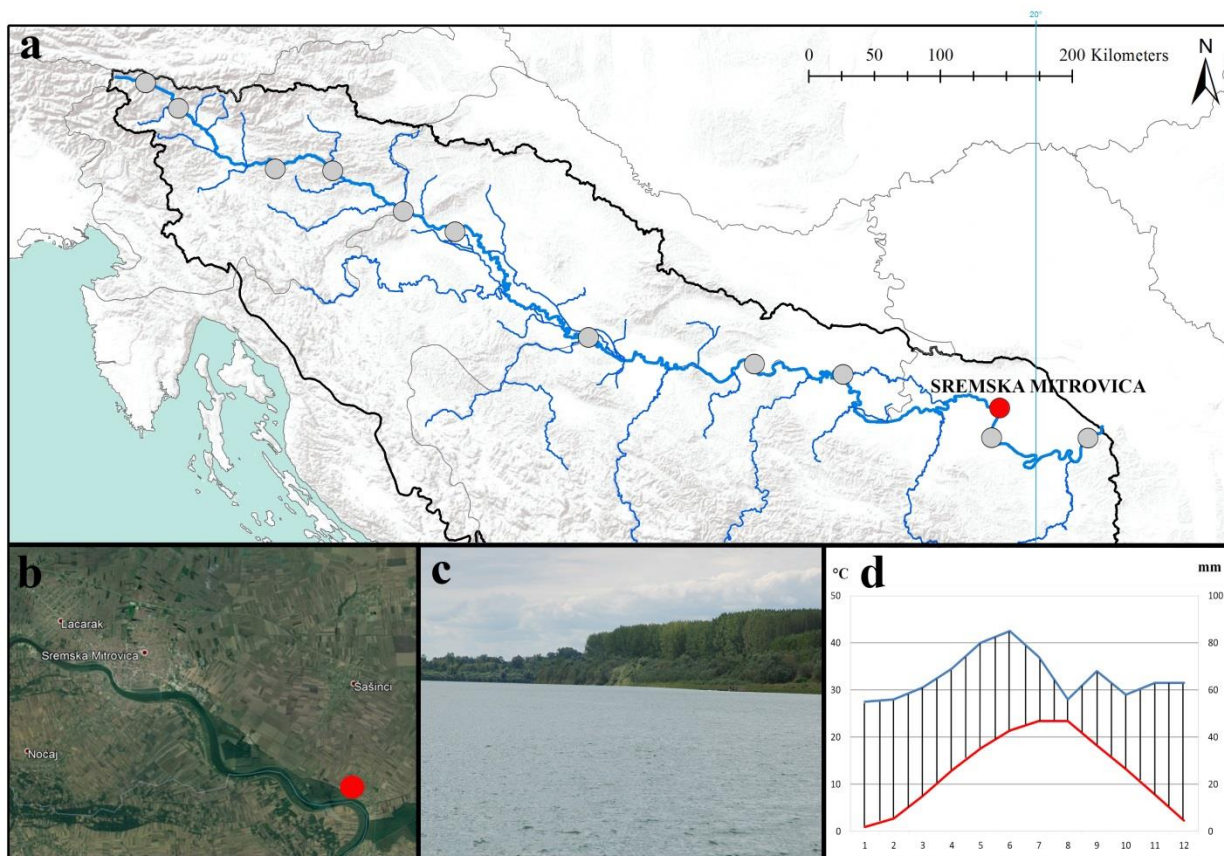 20°
a
0 50 100 200 Kilometers
N
SREMSKA MITROVICA
b
Laćarak
Sremska Mitrovica
Šašinci
Noćaj
c
d
°C
mm
50
40
30
20
10
0
100
80
60
40
20
0
1 2 3 4 5 6 7 8 9 10 11 12